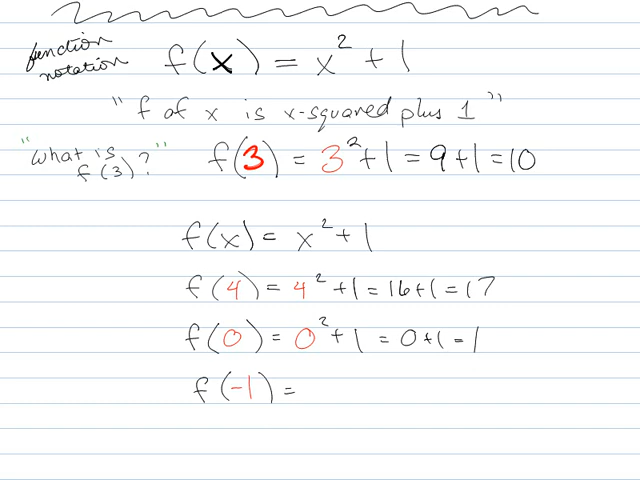 function notation f(x) = x² + 1
"f of x is x-squared plus 1"
"what is f(3)?" f(3) = 3² + 1 = 9 + 1 = 10
f(x) = x² + 1
f(4) = 4² + 1 = 16 + 1 = 17
f(0) = 0² + 1 = 0 + 1 = 1
f(-1) =